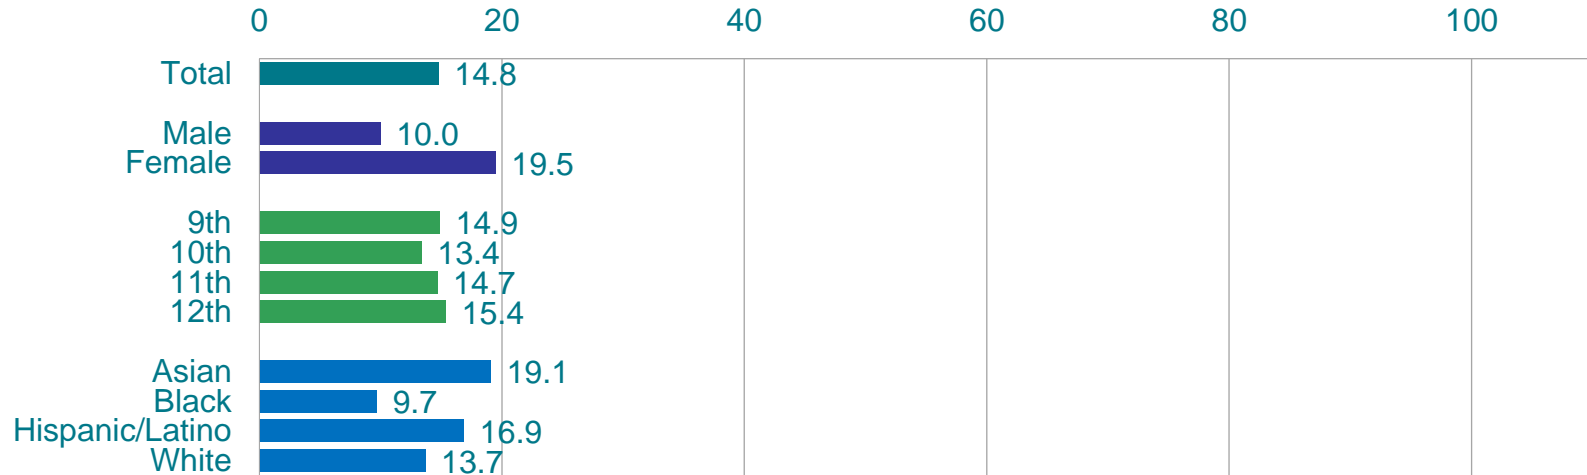 0 20 40 60 80 100
Total 14.8
Male 10.0
Female 19.5
9th 14.9
10th 13.4
11th 14.7
12th 15.4
Asian 19.1
Black 9.7
Hispanic/Latino 16.9
White 13.7